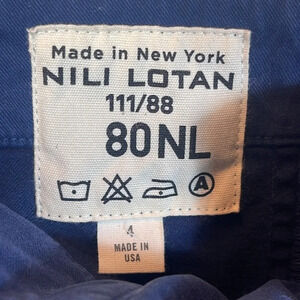 Made in New York
NILI LOTAN
111/88
80NL
A
4
MADE IN
USA